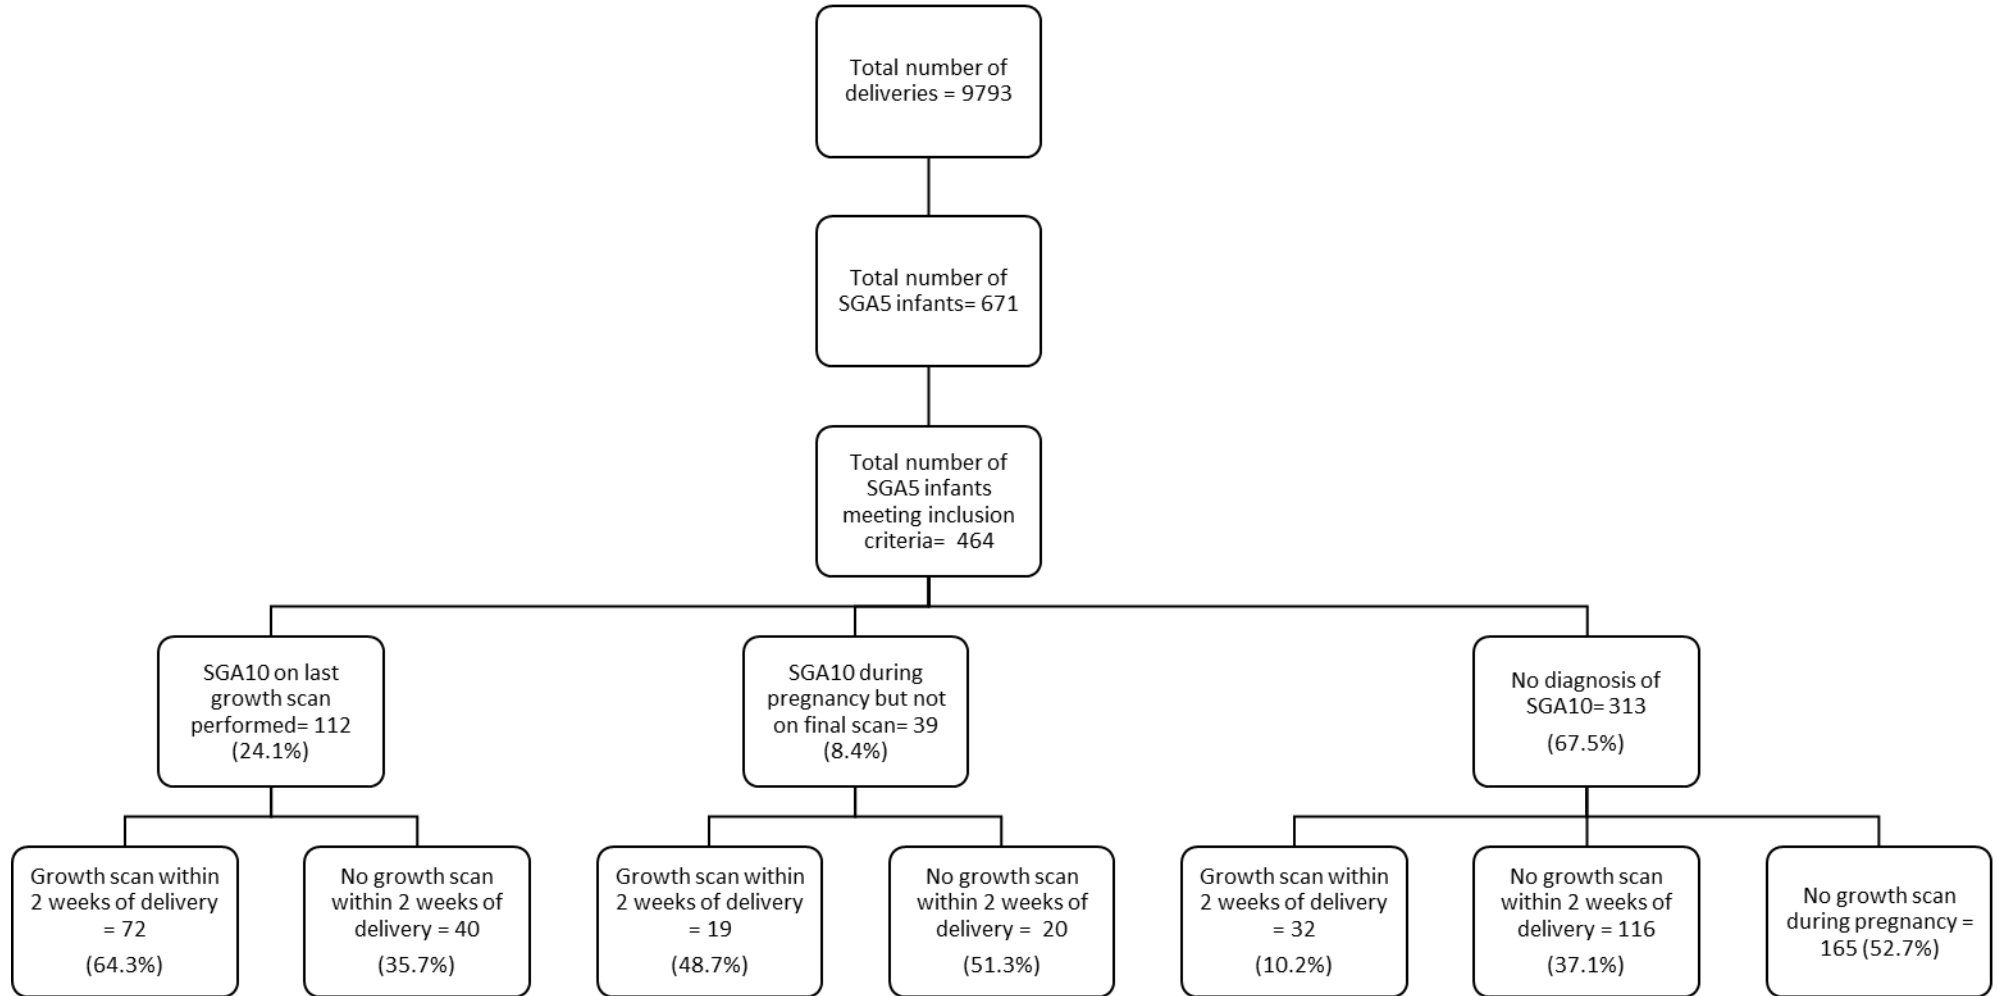 Total number of
deliveries = 9793
Total number of
SGA5 infants= 671
Total number of
SGA5 infants
meeting inclusion
criteria=  464
SGA10 on last
growth scan
performed= 112
(24.1%)
SGA10 during
pregnancy but not
on final scan= 39
(8.4%)
No diagnosis of
SGA10= 313
(67.5%)
Growth scan within
2 weeks of delivery
= 72
(64.3%)
No growth scan
within 2 weeks of
delivery = 40
(35.7%)
Growth scan within
2 weeks of delivery
= 19
(48.7%)
No growth scan
within 2 weeks of
delivery =  20
(51.3%)
Growth scan within
2 weeks of delivery
= 32
(10.2%)
No growth scan
within 2 weeks of
delivery = 116
(37.1%)
No growth scan
during pregnancy =
165 (52.7%)